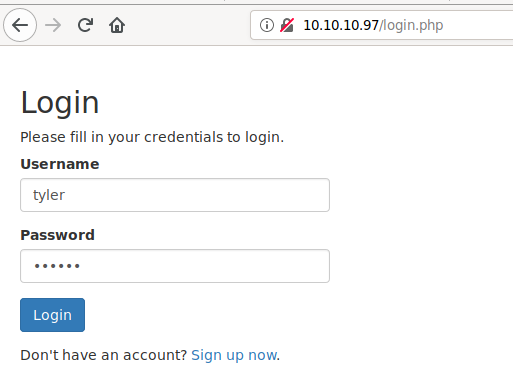 10.10.10.97/login.php
Login
Please fill in your credentials to login.
Username
tyler
Password
••••••
Login
Don't have an account? Sign up now.